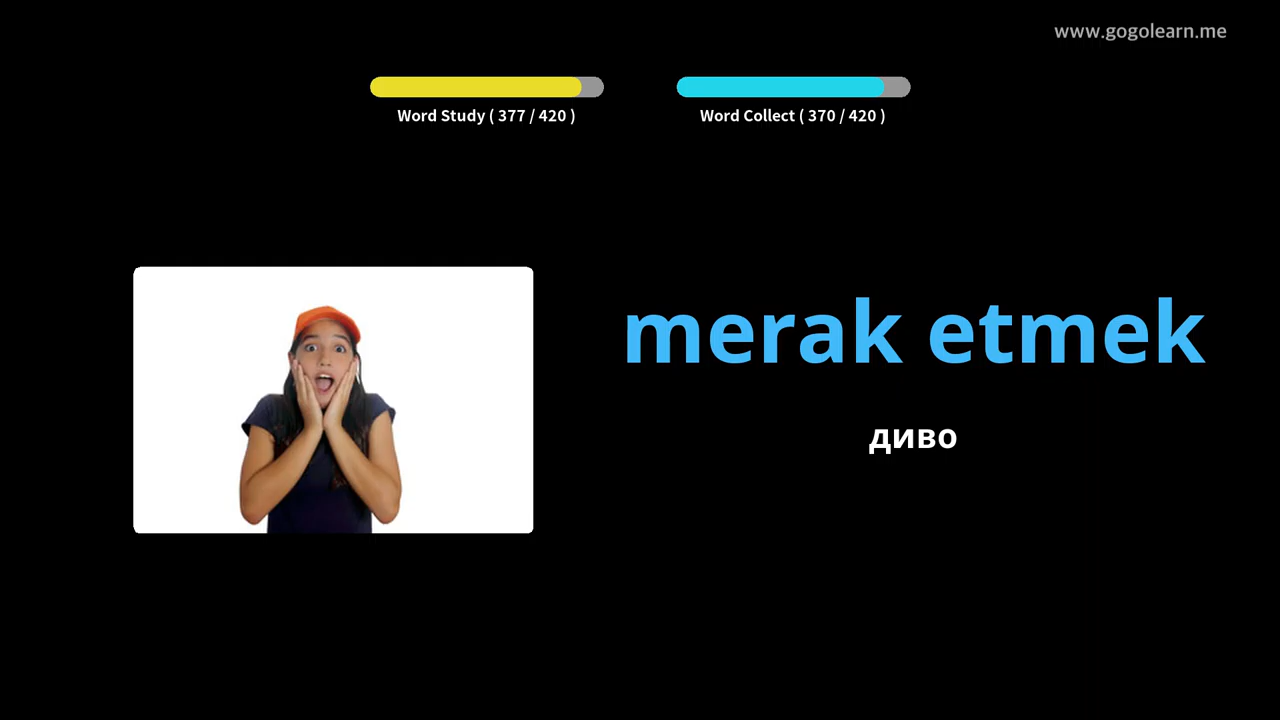 www.gogolearn.me
Word Study ( 377 / 420 )
Word Collect ( 370 / 420 )
merak etmek
диво